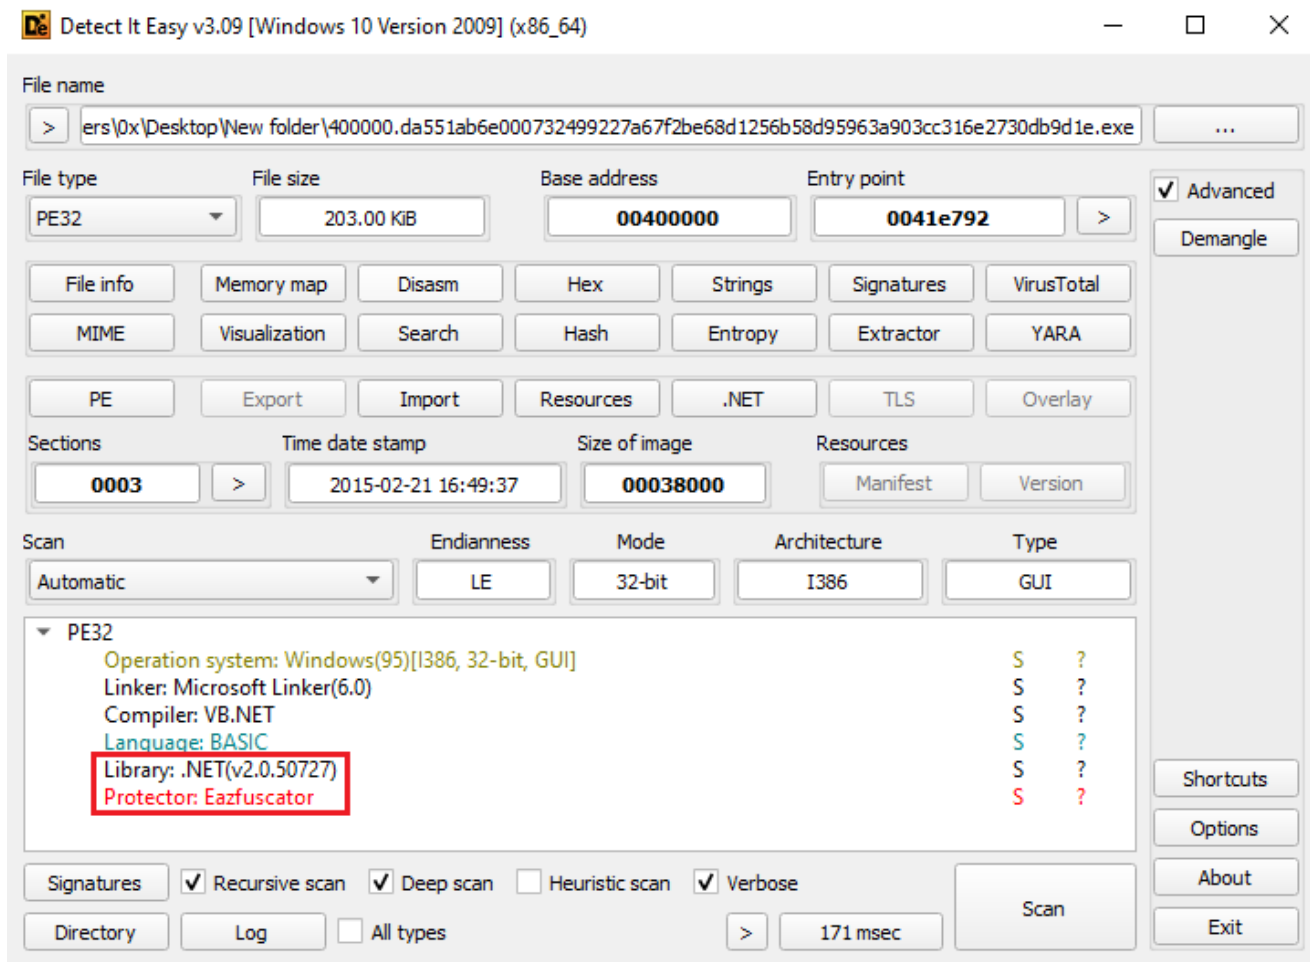 Detect It Easy v3.09 [Windows 10 Version 2009] (x86_64)
File name
> ers\0x\Desktop\New folder\400000.da551ab6e000732499227a67f2be68d1256b58d95963a903cc316e2730db9d1e.exe ...
File type File size Base address Entry point Advanced
PE32 203.00 KiB 00400000 0041e792 >
Demangle
File info Memory map Disasm Hex Strings Signatures VirusTotal
MIME Visualization Search Hash Entropy Extractor YARA
PE Export Import Resources .NET TLS Overlay
Sections Time date stamp Size of image Resources
0003 > 2015-02-21 16:49:37 00038000 Manifest Version
Scan Endianness Mode Architecture Type
Automatic LE 32-bit I386 GUI
PE32
Operation system: Windows(95)[I386, 32-bit, GUI] S ?
Linker: Microsoft Linker(6.0) S ?
Compiler: VB.NET S ?
Language: BASIC S ?
Library: .NET(v2.0.50727) S ?
Protector: Eazfuscator S ?
Shortcuts
Options
Signatures Recursive scan Deep scan Heuristic scan Verbose Scan About
Directory Log All types > 171 msec Exit